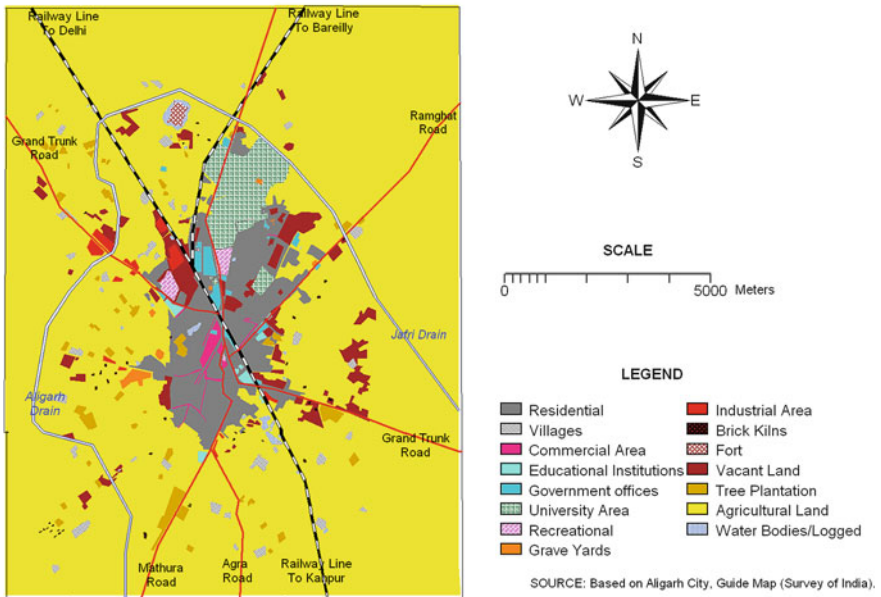 Railway Line
To Delhi
Railway Line
To Bareilly
Ramghat
Road
Grand Trunk
Road
Jafri Drain
Aligarh
Drain
Grand Trunk
Road
Mathura
Road
Agra
Road
Railway Line
To Kanpur
N
W E
S
SCALE
0 5000 Meters
LEGEND
Residential
Villages
Commercial Area
Educational Institutions
Government offices
University Area
Recreational
Grave Yards
Industrial Area
Brick Kilns
Fort
Vacant Land
Tree Plantation
Agricultural Land
Water Bodies/Logged
SOURCE: Based on Aligarh City, Guide Map (Survey of India).